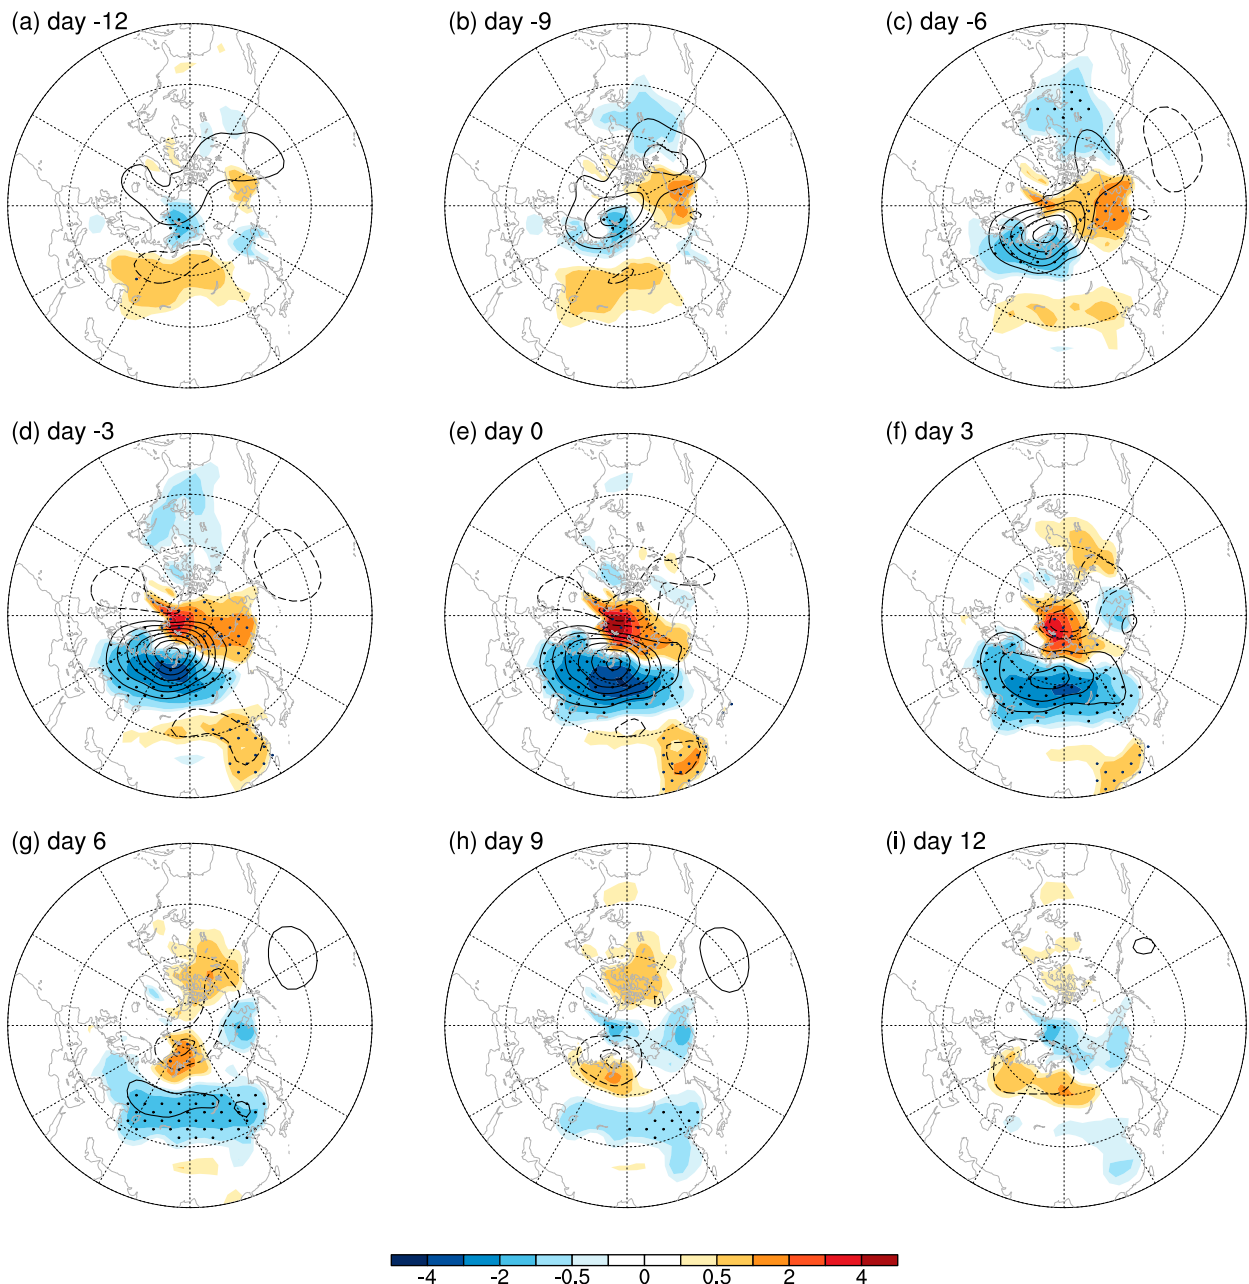 (a) day -12
(b) day -9
(c) day -6
(d) day -3
(e) day 0
(f) day 3
(g) day 6
(h) day 9
(i) day 12
-4 -2 -0.5 0 0.5 2 4